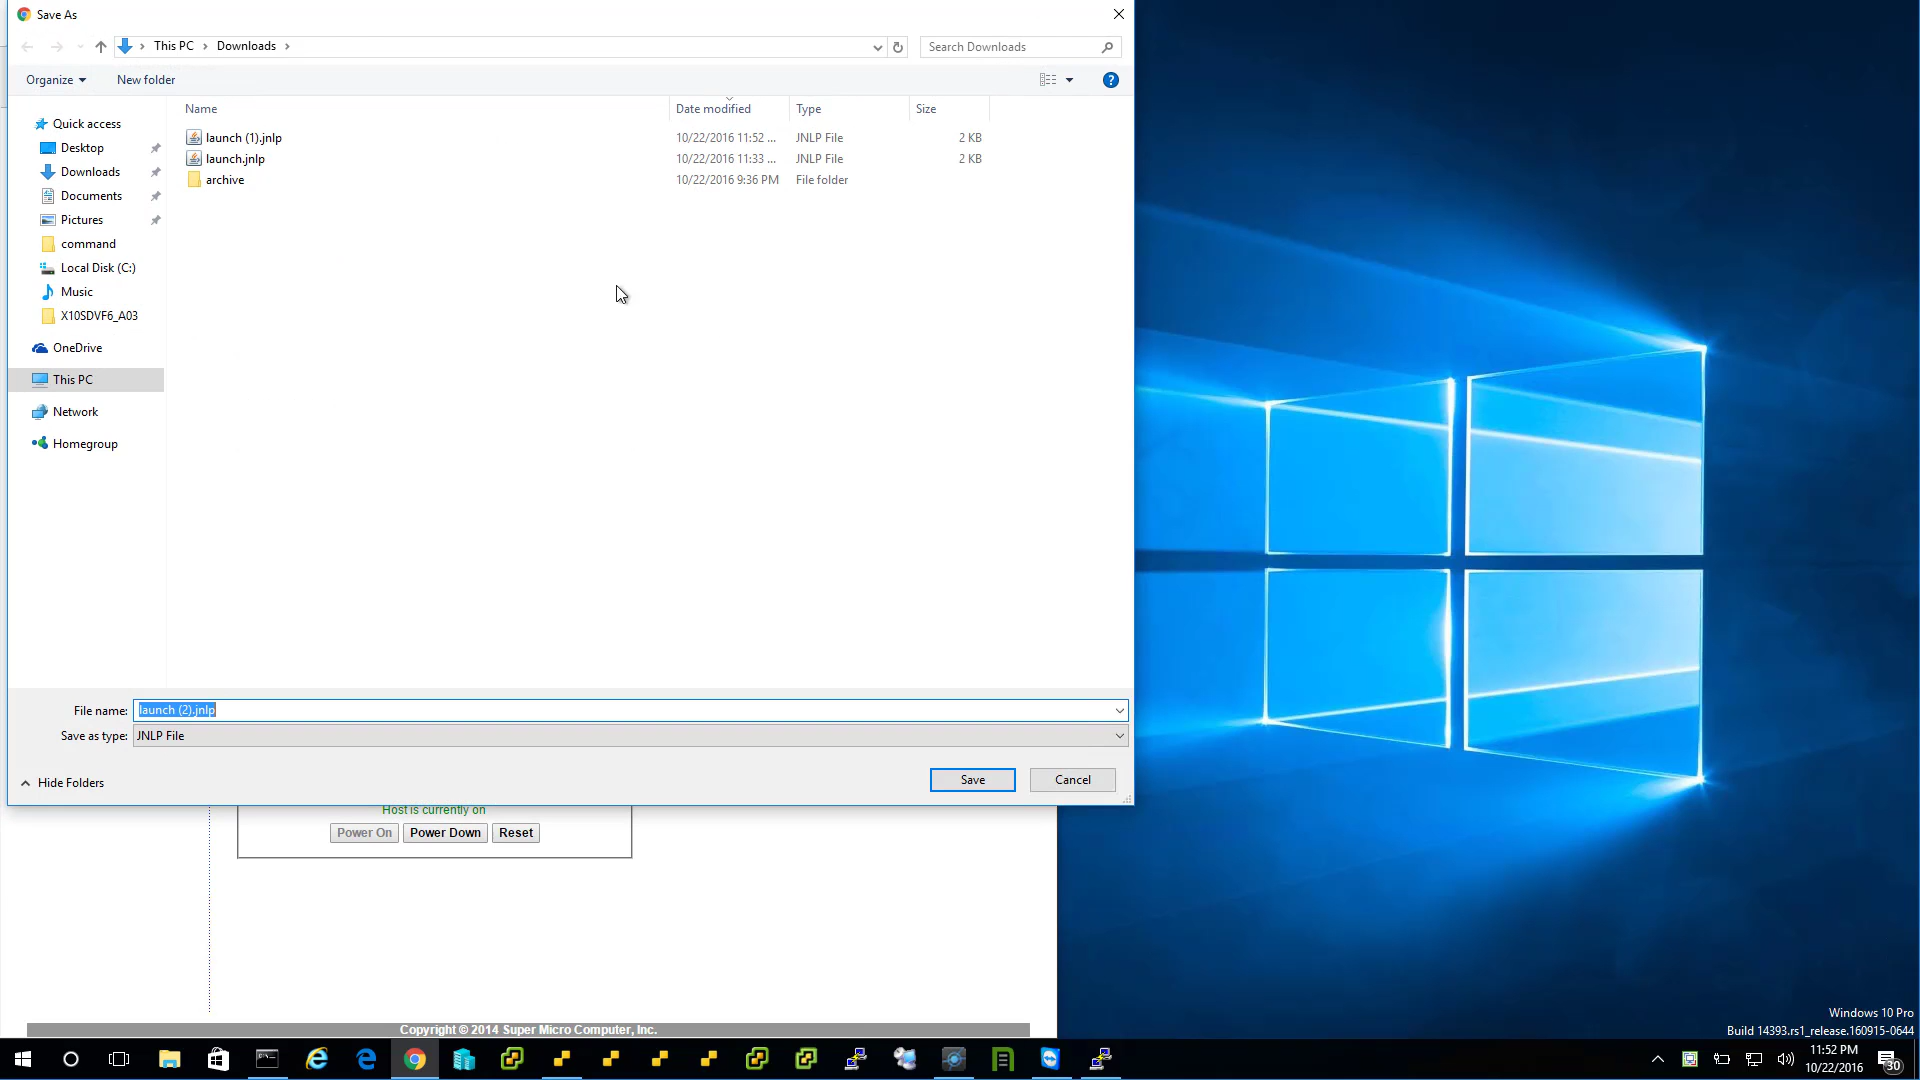 Save As
This PC
Downloads
Search Downloads
Organize
New folder
?
Name
Date modified
Type
Size
launch (1).jnlp
10/22/2016 11:52 ...
JNLP File
2 KB
launch.jnlp
10/22/2016 11:33 ...
JNLP File
2 KB
archive
10/22/2016 9:36 PM
File folder
Quick access
Desktop
Downloads
Documents
Pictures
command
Local Disk (C:)
Music
X10SDVF6_A03
OneDrive
This PC
Network
Homegroup
File name: launch (2).jnlp
Save as type: JNLP File
Hide Folders
Save
Cancel
Host is currently on
Power On
Power Down
Reset
Copyright © 2014 Super Micro Computer, Inc.
Windows 10 Pro
Build 14393.rs1_release.160915-0644
11:52 PM
10/22/2016
30